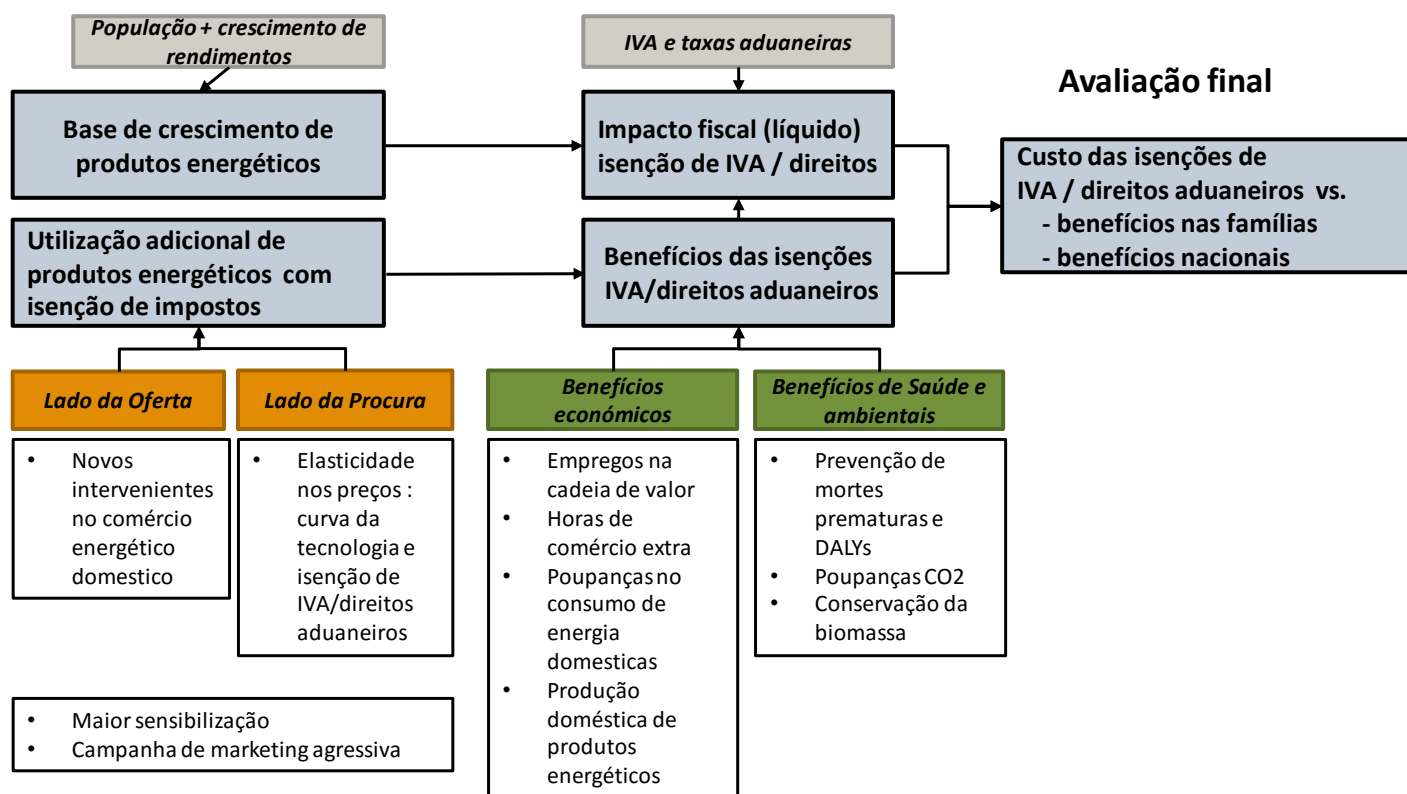 População + crescimento de
rendimentos
IVA e taxas aduaneiras
Avaliação final
Base de crescimento de
produtos energéticos
Impacto fiscal (líquido)
isenção de IVA / direitos
Custo das isenções de
IVA / direitos aduaneiros vs.
- benefícios nas famílias
- benefícios nacionais
Utilização adicional de
produtos energéticos com
isenção de impostos
Benefícios das isenções
IVA/direitos aduaneiros
Lado da Oferta
Lado da Procura
Benefícios
económicos
Benefícios de Saúde e
ambientais
• Novos
intervenientes
no comércio
energético
domestico
• Elasticidade
nos preços :
curva da
tecnologia e
isenção de
IVA/direitos
aduaneiros
• Empregos na
cadeia de valor
• Horas de
comércio extra
• Poupanças no
consumo de
energia
domesticas
• Produção
doméstica de
produtos
energéticos
• Prevenção de
mortes
prematuras e
DALYs
• Poupanças CO2
• Conservação da
biomassa
• Maior sensibilização
• Campanha de marketing agressiva